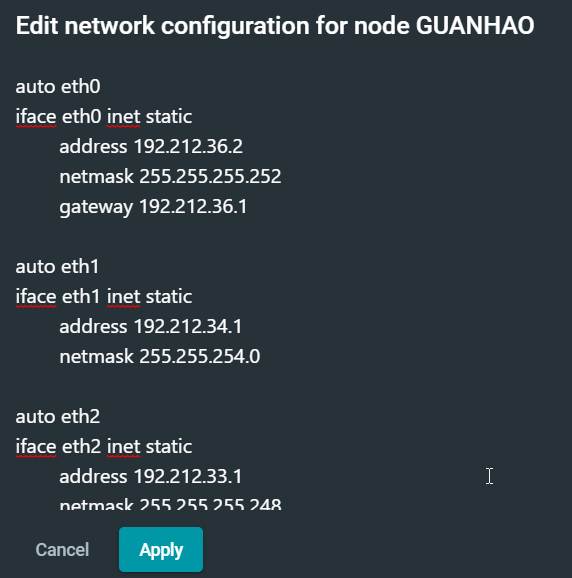 Edit network configuration for node GUANHAO
auto eth0
iface eth0 inet static
address 192.212.36.2
netmask 255.255.255.252
gateway 192.212.36.1
auto eth1
iface eth1 inet static
address 192.212.34.1
netmask 255.255.254.0
auto eth2
iface eth2 inet static
address 192.212.33.1
netmask 255.255.255.248
Cancel Apply